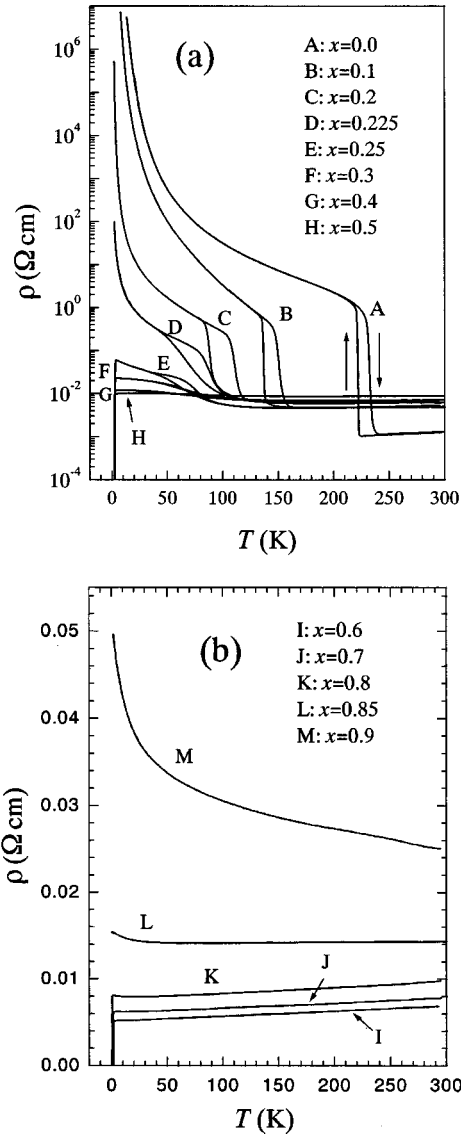 (a)
A: x=0.0
B: x=0.1
C: x=0.2
D: x=0.225
E: x=0.25
F: x=0.3
G: x=0.4
H: x=0.5
10^6
10^4
10^2
10^0
10^-2
10^-4
ρ (Ω cm)
A
B
C
D
E
F
G
H
0 50 100 150 200 250 300
T (K)
(b)
I: x=0.6
J: x=0.7
K: x=0.8
L: x=0.85
M: x=0.9
0.05
0.04
0.03
0.02
0.01
0.00
ρ (Ω cm)
M
L
K
J
I
0 50 100 150 200 250 300
T (K)